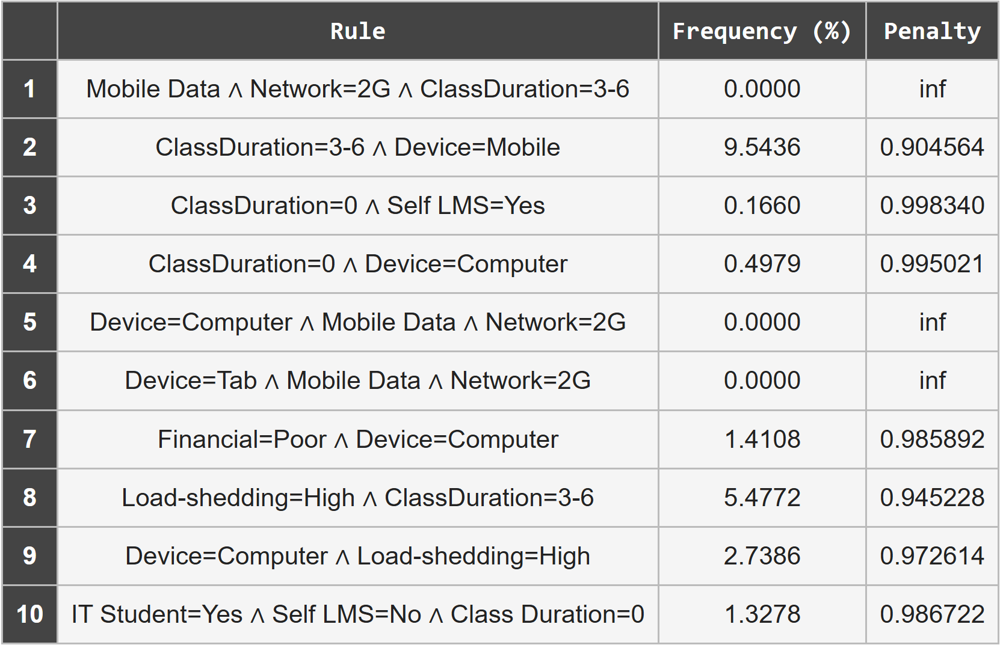 Rule Frequency (%) Penalty
1 Mobile Data ∧ Network=2G ∧ ClassDuration=3-6 0.0000 inf
2 ClassDuration=3-6 ∧ Device=Mobile 9.5436 0.904564
3 ClassDuration=0 ∧ Self LMS=Yes 0.1660 0.998340
4 ClassDuration=0 ∧ Device=Computer 0.4979 0.995021
5 Device=Computer ∧ Mobile Data ∧ Network=2G 0.0000 inf
6 Device=Tab ∧ Mobile Data ∧ Network=2G 0.0000 inf
7 Financial=Poor ∧ Device=Computer 1.4108 0.985892
8 Load-shedding=High ∧ ClassDuration=3-6 5.4772 0.945228
9 Device=Computer ∧ Load-shedding=High 2.7386 0.972614
10 IT Student=Yes ∧ Self LMS=No ∧ Class Duration=0 1.3278 0.986722